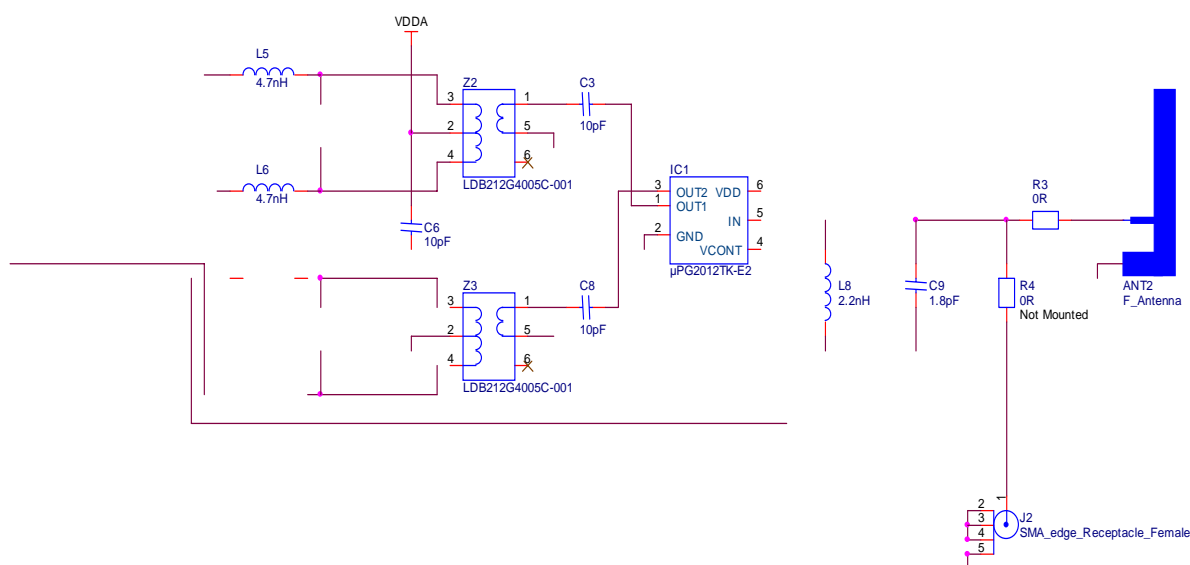 VDDA
L5
4.7nH
Z2
3
1
2
5
4
6
LDB212G4005C-001
C3
10pF
L6
4.7nH
C6
10pF
IC1
3
OUT2
VDD
6
1
OUT1
IN
5
2
GND
VCONT
4
µPG2012TK-E2
R3
0R
ANT2
F_Antenna
L8
2.2nH
C9
1.8pF
R4
0R
Not Mounted
Z3
3
1
2
5
4
6
LDB212G4005C-001
C8
10pF
1
2
3
4
5
J2
SMA_edge_Receptacle_Female